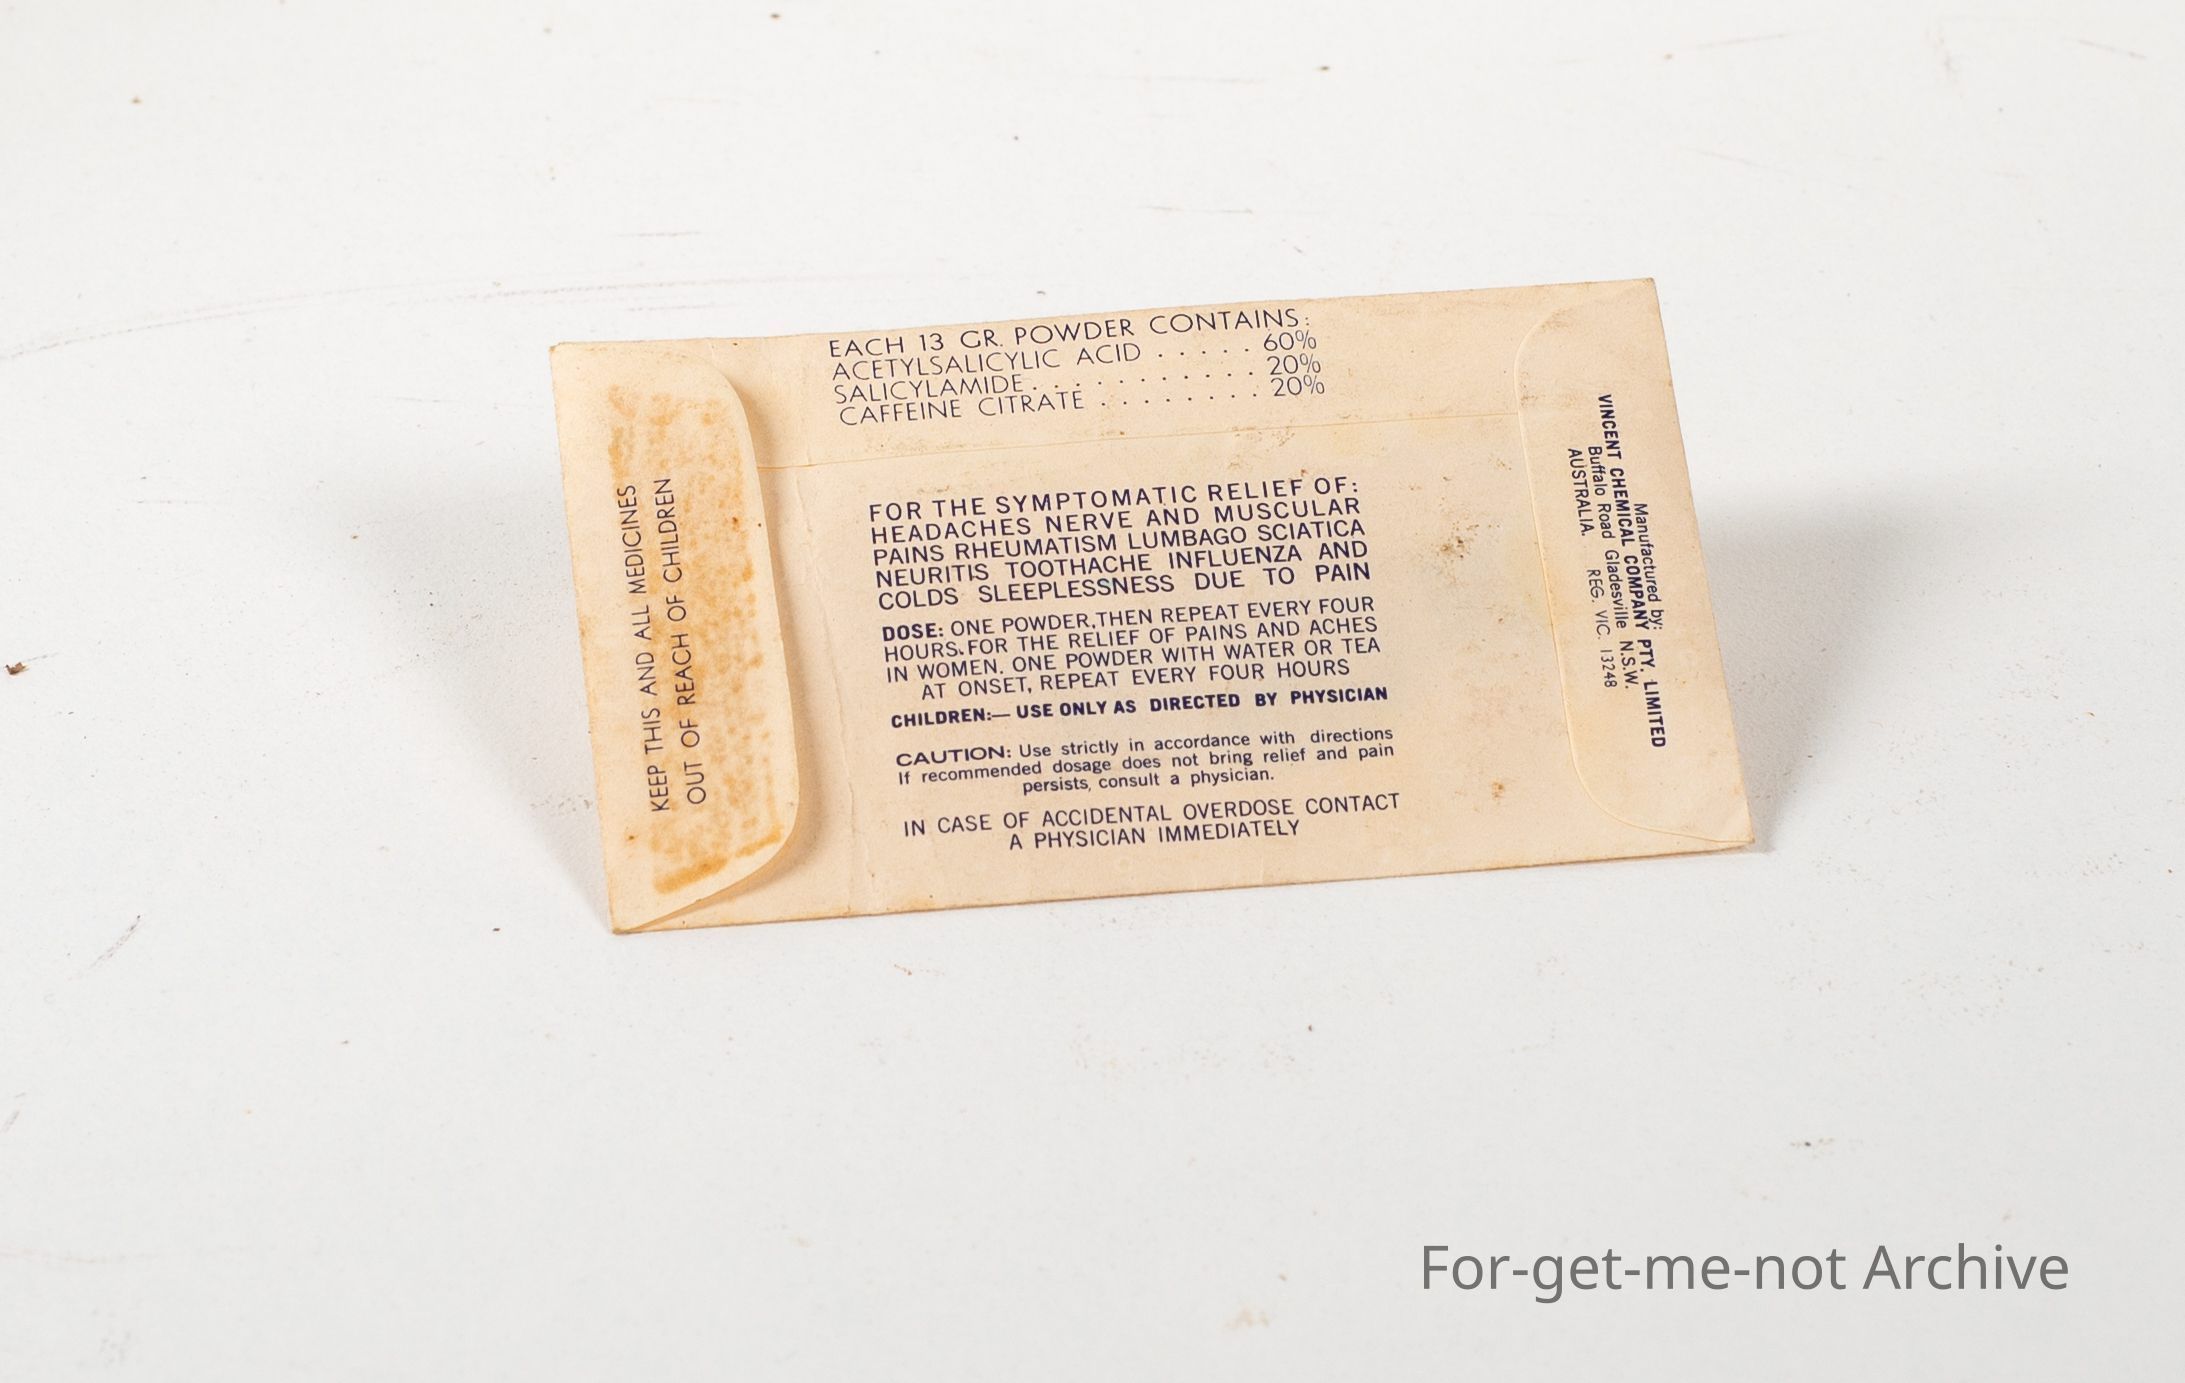 EACH 13 GR. POWDER CONTAINS:
ACETYLSALICYLIC ACID . . . . . 60%
SALICYLAMIDE . . . . . . . . . . . 20%
CAFFEINE CITRATE . . . . . . . . 20%
KEEP THIS AND ALL MEDICINES
OUT OF REACH OF CHILDREN
FOR THE SYMPTOMATIC RELIEF OF:
HEADACHES NERVE AND MUSCULAR
PAINS RHEUMATISM LUMBAGO SCIATICA
NEURITIS TOOTHACHE INFLUENZA AND
COLDS SLEEPLESSNESS DUE TO PAIN
DOSE: ONE POWDER, THEN REPEAT EVERY FOUR
HOURS. FOR THE RELIEF OF PAINS AND ACHES
IN WOMEN. ONE POWDER WITH WATER OR TEA
AT ONSET, REPEAT EVERY FOUR HOURS
CHILDREN:— USE ONLY AS DIRECTED BY PHYSICIAN
CAUTION: Use strictly in accordance with directions
If recommended dosage does not bring relief and pain
persists, consult a physician.
IN CASE OF ACCIDENTAL OVERDOSE CONTACT
A PHYSICIAN IMMEDIATELY
Manufactured by:
VINCENT CHEMICAL COMPANY PTY. LIMITED
Buffalo Road Gladesville N.S.W.
AUSTRALIA. REG. VIC. 13248
For-get-me-not Archive